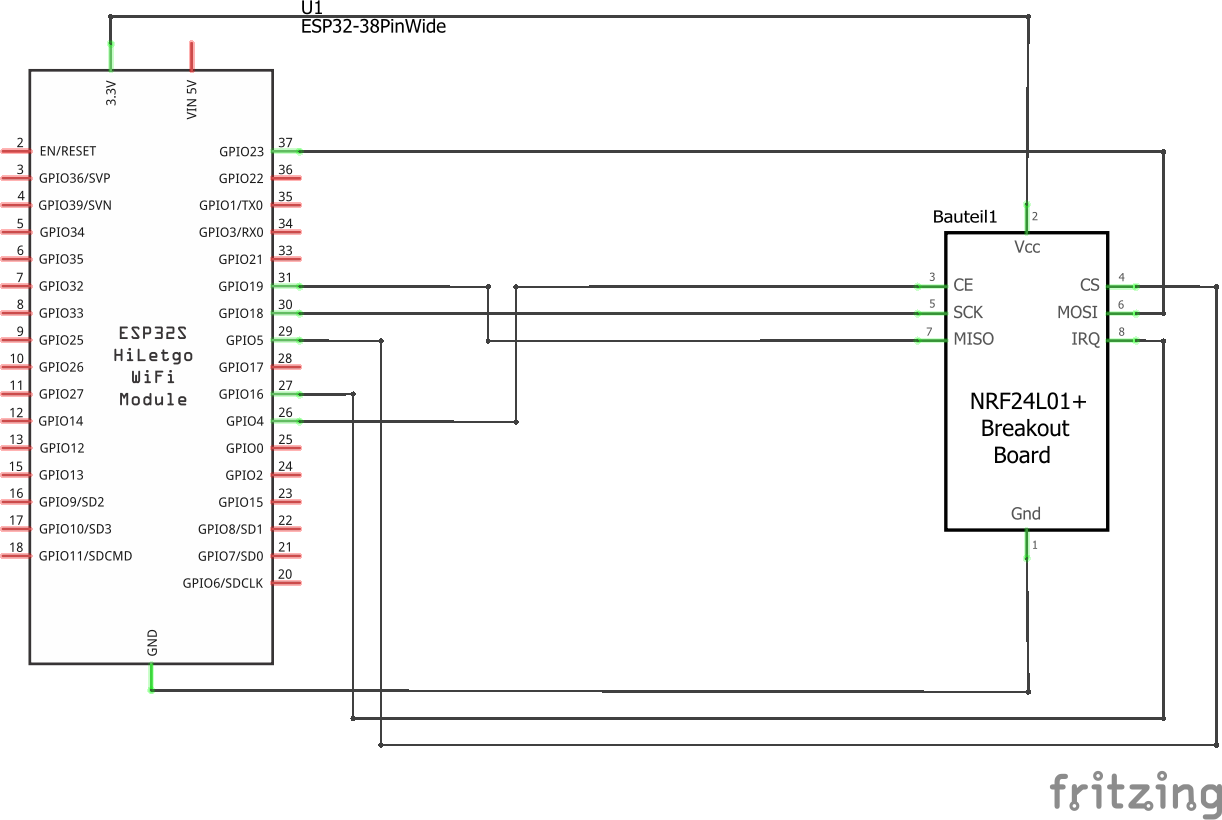 U1
ESP32-38PinWide
3.3V
VIN 5V
2 EN/RESET
3 GPIO36/SVP
4 GPIO39/SVN
5 GPIO34
6 GPIO35
7 GPIO32
8 GPIO33
9 GPIO25
10 GPIO26
11 GPIO27
12 GPIO14
13 GPIO12
15 GPIO13
16 GPIO9/SD2
17 GPIO10/SD3
18 GPIO11/SDCMD
ESP32S
HiLetgo
WiFi
Module
GPIO23 37
GPIO22 36
GPIO1/TX0 35
GPIO3/RX0 34
GPIO21 33
GPIO19 31
GPIO18 30
GPIO5 29
GPIO17 28
GPIO16 27
GPIO4 26
GPIO0 25
GPIO2 24
GPIO15 23
GPIO8/SD1 22
GPIO7/SD0 21
GPIO6/SDCLK 20
GND
Bauteil1
2
Vcc
3 CE
5 SCK
7 MISO
CS 4
MOSI 6
IRQ 8
NRF24L01+
Breakout
Board
Gnd
1
fritzing